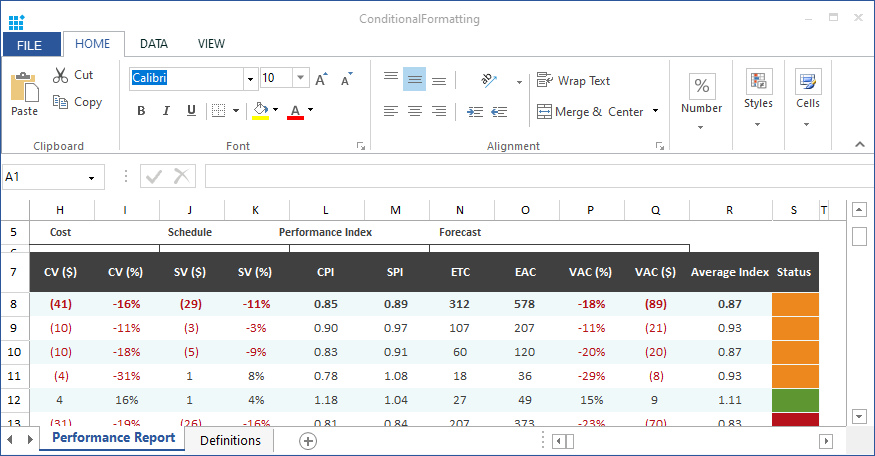 ConditionalFormatting
FILE HOME DATA VIEW
Paste Cut Copy Clipboard
Calibri 10 A A
B I U A Font
ab Wrap Text
Merge & Center
Alignment
% Number Styles Cells
A1
H I J K L M N O P Q R S T
5 Cost Schedule Performance Index Forecast
6
7 CV ($) CV (%) SV ($) SV (%) CPI SPI ETC EAC VAC (%) VAC ($) Average Index Status
8 (41) -16% (29) -11% 0.85 0.89 312 578 -18% (89) 0.87
9 (10) -11% (3) -3% 0.90 0.97 107 207 -11% (21) 0.93
10 (10) -18% (5) -9% 0.83 0.91 60 120 -20% (20) 0.87
11 (4) -31% 1 8% 0.78 1.08 18 36 -29% (8) 0.93
12 4 16% 1 4% 1.18 1.04 27 49 15% 9 1.11
13 (31) -19% (26) -16% 0.81 0.84 207 373 -23% (70) 0.83
Performance Report Definitions